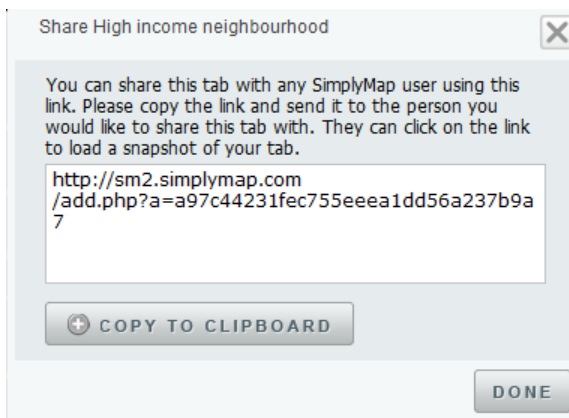 Share High income neighbourhood
You can share this tab with any SimplyMap user using this
link. Please copy the link and send it to the person you
would like to share this tab with. They can click on the link
to load a snapshot of your tab.
http://sm2.simplymap.com
/add.php?a=a97c44231fec755eeea1dd56a237b9a
7
COPY TO CLIPBOARD
DONE